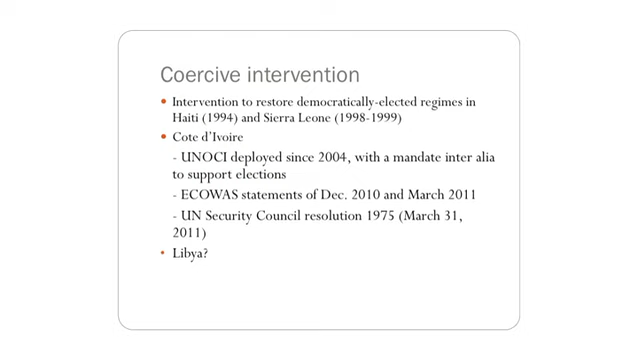 Coercive intervention
• Intervention to restore democratically-elected regimes in
Haiti (1994) and Sierra Leone (1998-1999)
• Cote d'Ivoire
- UNOCI deployed since 2004, with a mandate inter alia
to support elections
- ECOWAS statements of Dec. 2010 and March 2011
- UN Security Council resolution 1975 (March 31,
2011)
• Libya?